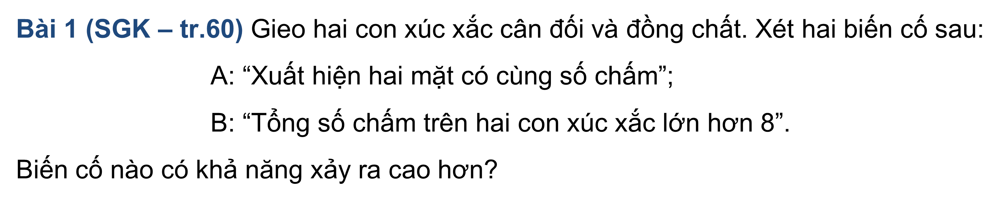 Bài 1 (SGK – tr.60) Gieo hai con xúc xắc cân đối và đồng chất. Xét hai biến cố sau:
A: “Xuất hiện hai mặt có cùng số chấm”;
B: “Tổng số chấm trên hai con xúc xắc lớn hơn 8”.
Biến cố nào có khả năng xảy ra cao hơn?